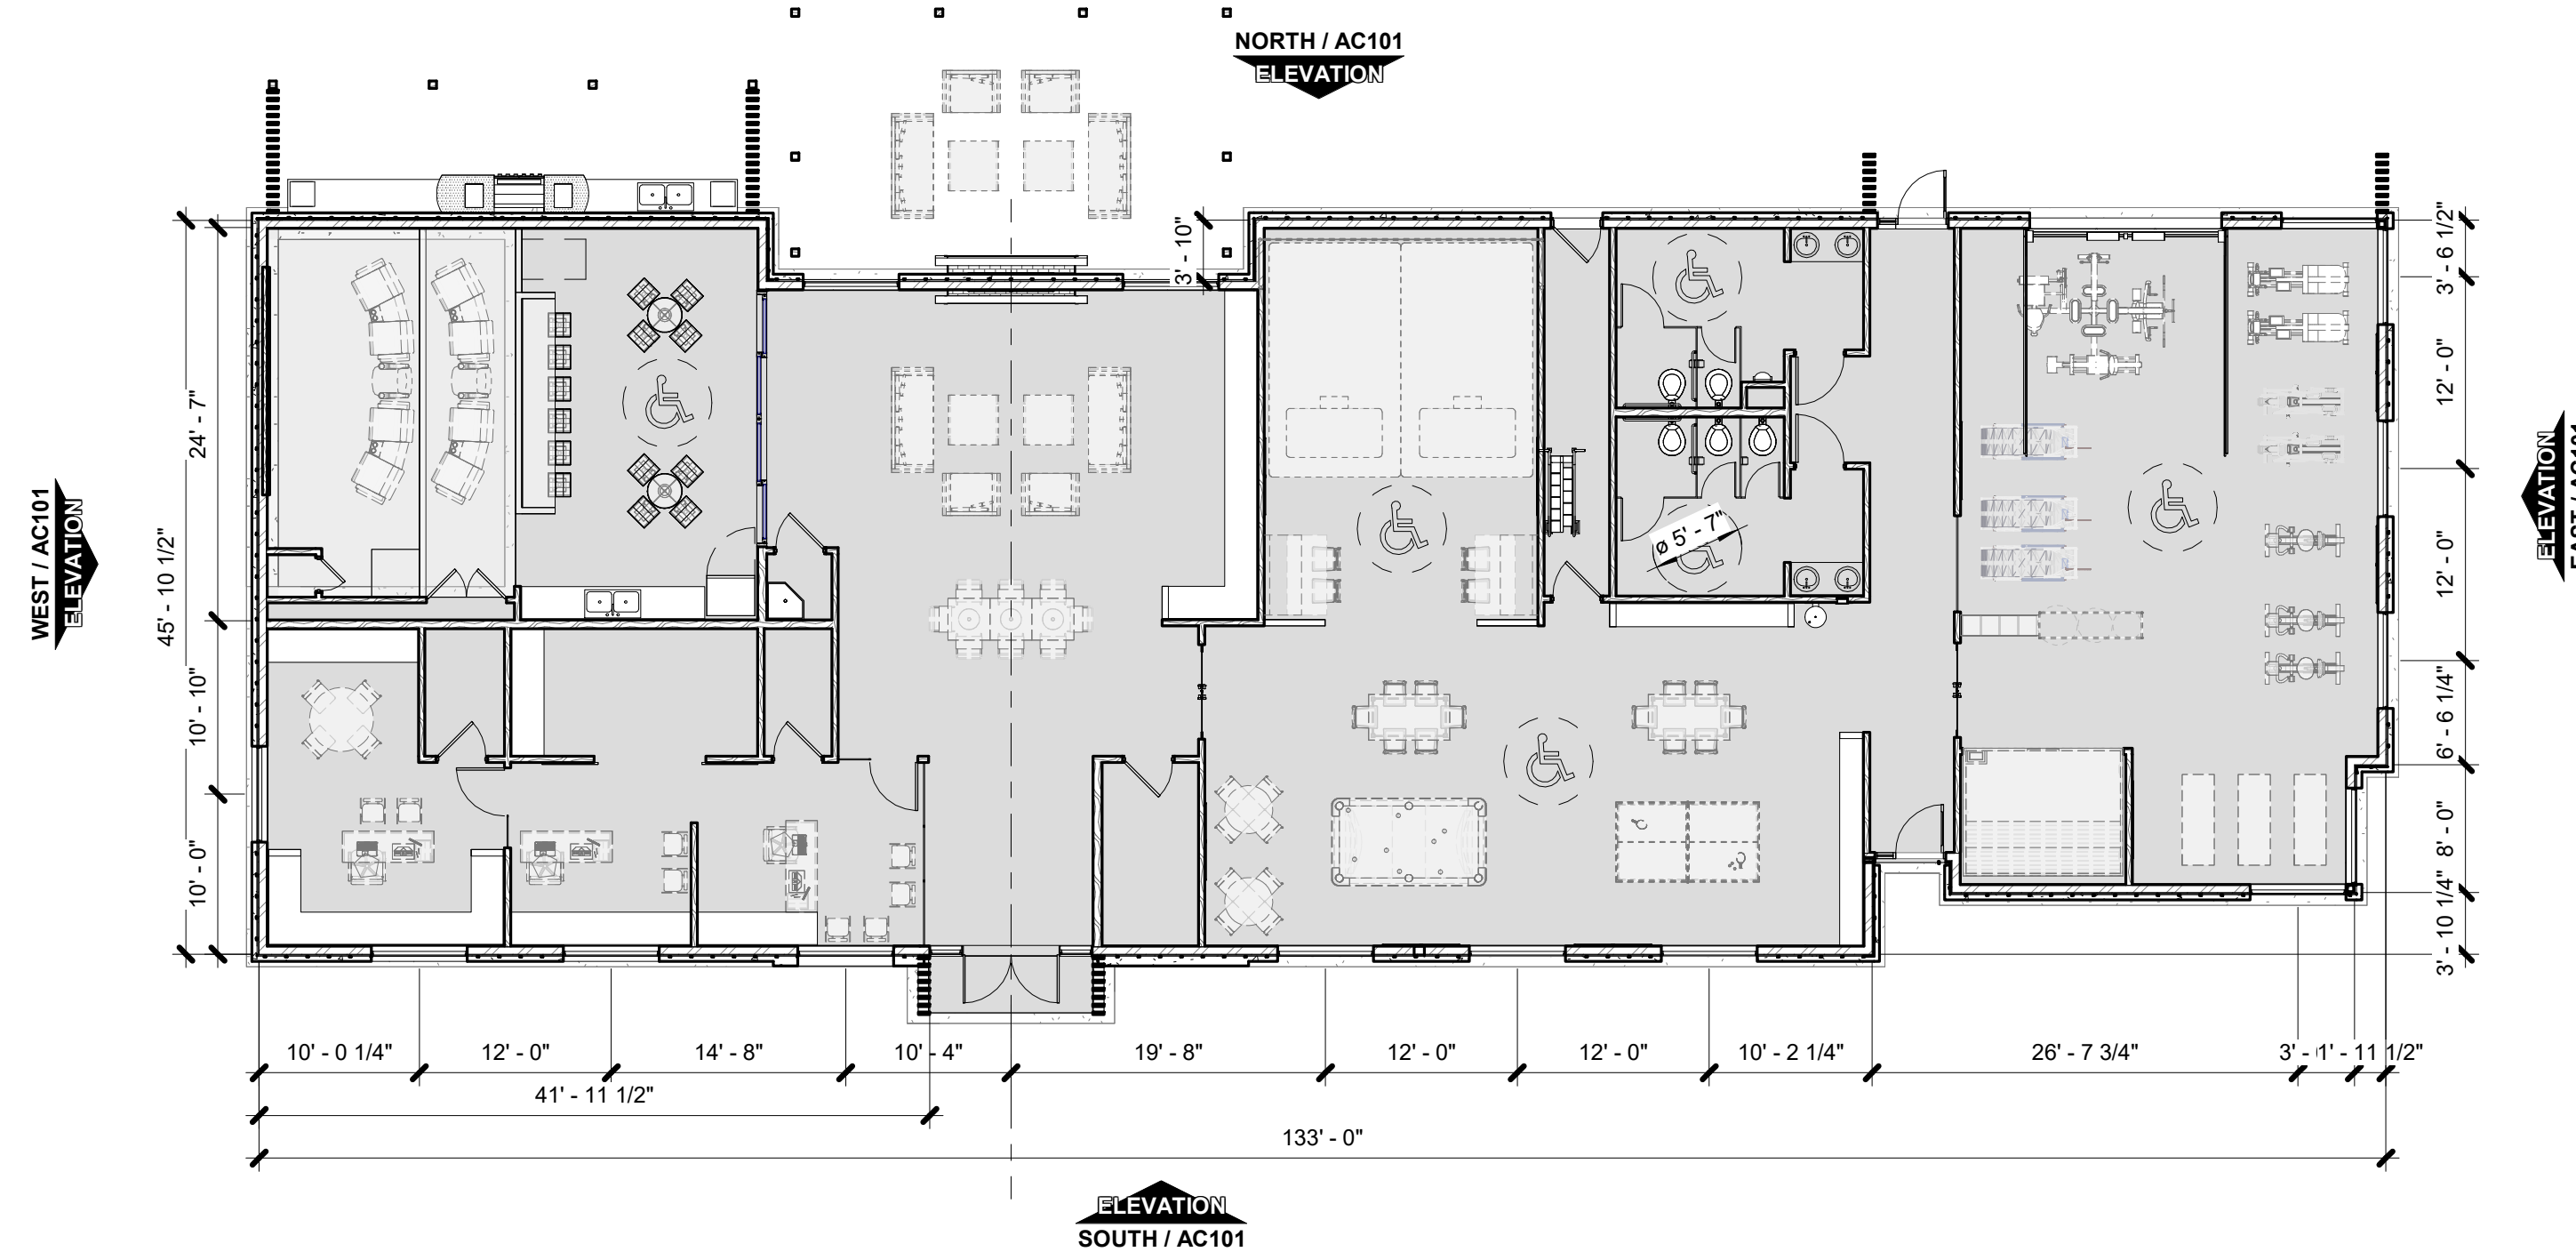 NORTH / AC101
ELEVATION
3' - 10"
3' - 6 1/2"
12' - 0"
12' - 0"
6' - 6 1/4"
8' - 0"
3' - 10 1/4"
ELEVATION
EAST / AC101
WEST / AC101
ELEVATION
24' - 7"
45' - 10 1/2"
10' - 10"
10' - 0"
ø 5' - 7"
10' - 0 1/4"
12' - 0"
14' - 8"
10' - 4"
19' - 8"
12' - 0"
12' - 0"
10' - 2 1/4"
26' - 7 3/4"
3' -
1' - 11 1/2"
41' - 11 1/2"
133' - 0"
ELEVATION
SOUTH / AC101